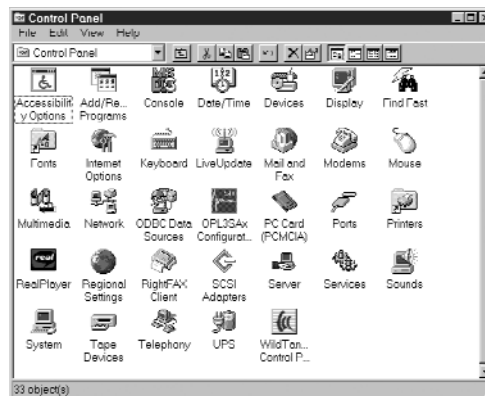 Control Panel
File Edit View Help
Control Panel
Accessibilit
y Options
Add/Re...
Programs
Console
Date/Time
Devices
Display
Find Fast
Fonts
Internet
Options
Keyboard
LiveUpdate
Mail and
Fax
Modems
Mouse
Multimedia
Network
ODBC Data
Sources
OPL3SAx
Configurat...
PC Card
(PCMCIA)
Ports
Printers
real
RealPlayer
Regional
Settings
RightFAX
Client
SCSI
Adapters
Server
Services
Sounds
System
Tape
Devices
Telephony
UPS
WildTan...
Control P...
33 object(s)